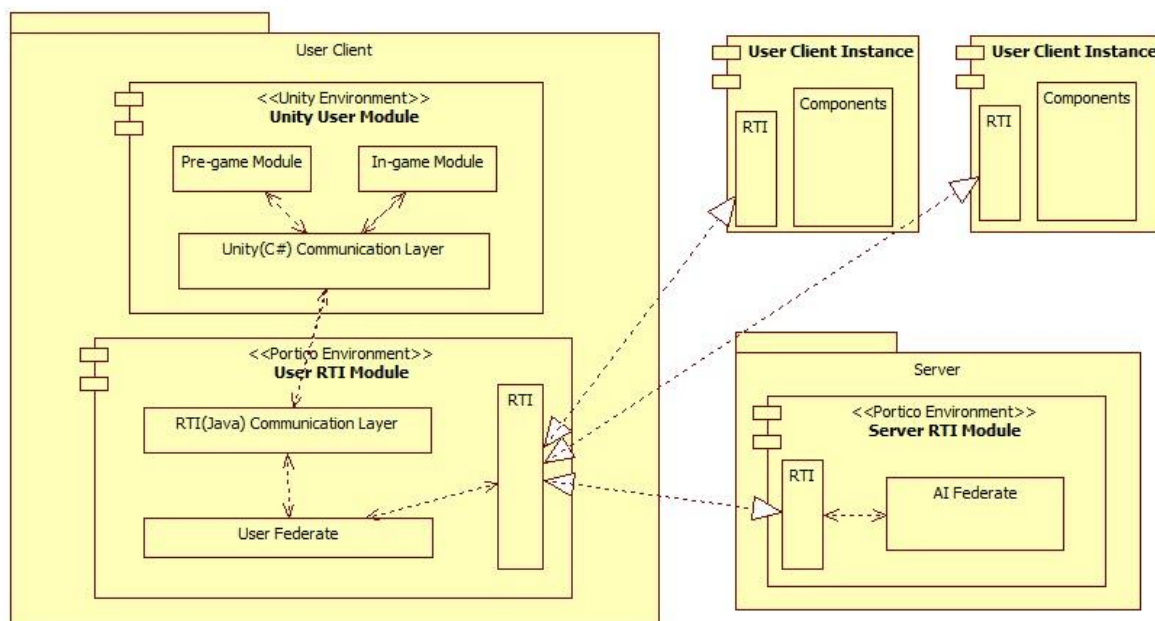 User Client
<<Unity Environment>>
Unity User Module
Pre-game Module
In-game Module
Unity(C#) Communication Layer
<<Portico Environment>>
User RTI Module
RTI
RTI(Java) Communication Layer
User Federate
User Client Instance
Components
RTI
User Client Instance
Components
RTI
Server
<<Portico Environment>>
Server RTI Module
RTI
AI Federate